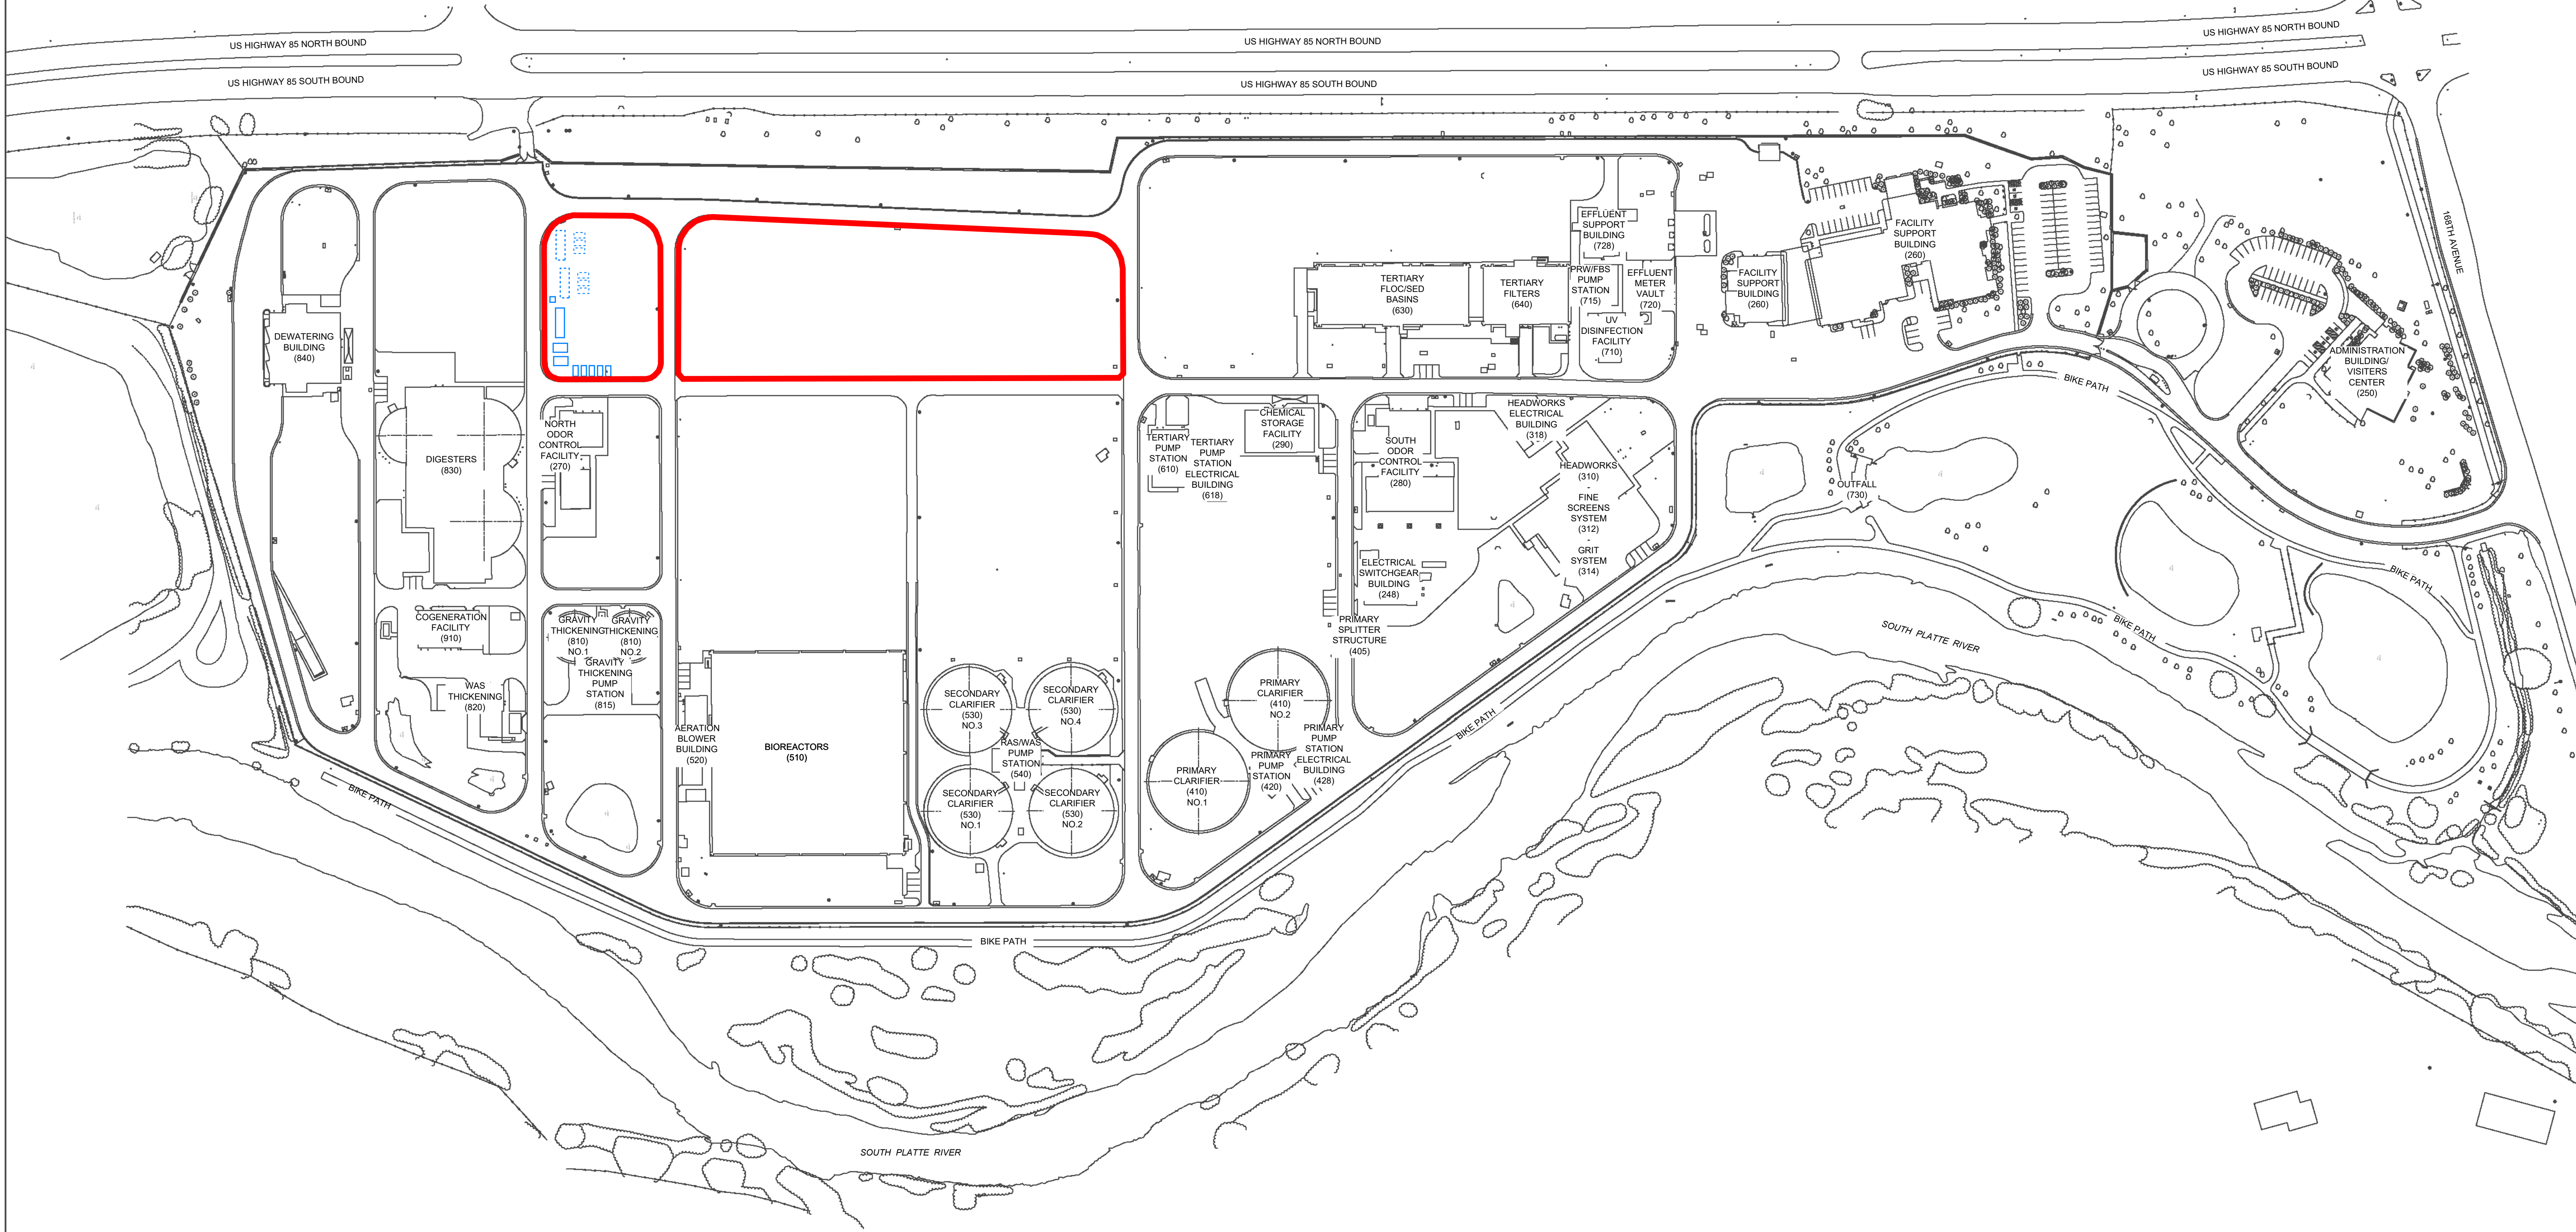 US HIGHWAY 85 NORTH BOUND
US HIGHWAY 85 NORTH BOUND
US HIGHWAY 85 NORTH BOUND
US HIGHWAY 85 SOUTH BOUND
US HIGHWAY 85 SOUTH BOUND
US HIGHWAY 85 SOUTH BOUND
168TH AVENUE
DEWATERING
BUILDING
(840)
DIGESTERS
(830)
NORTH
ODOR
CONTROL
FACILITY
(270)
COGENERATION
FACILITY
(910)
WAS
THICKENING
(820)
GRAVITY
THICKENING
(810)
NO.1
GRAVITY
THICKENING
(810)
NO.2
GRAVITY
THICKENING
PUMP
STATION
(815)
AERATION
BLOWER
BUILDING
(520)
BIOREACTORS
(510)
SECONDARY
CLARIFIER
(530)
NO.3
SECONDARY
CLARIFIER
(530)
NO.4
RAS/WAS
PUMP
STATION
(540)
SECONDARY
CLARIFIER
(530)
NO.1
SECONDARY
CLARIFIER
(530)
NO.2
TERTIARY
FLOC/SED
BASINS
(630)
TERTIARY
FILTERS
(640)
EFFLUENT
SUPPORT
BUILDING
(728)
PRW/FBS
PUMP
STATION
(715)
EFFLUENT
METER
VAULT
(720)
UV
DISINFECTION
FACILITY
(710)
FACILITY
SUPPORT
BUILDING
(260)
FACILITY
SUPPORT
BUILDING
(260)
ADMINISTRATION
BUILDING/
VISITERS
CENTER
(250)
TERTIARY
PUMP
STATION
(610)
TERTIARY
PUMP
STATION
ELECTRICAL
BUILDING
(618)
CHEMICAL
STORAGE
FACILITY
(290)
SOUTH
ODOR
CONTROL
FACILITY
(280)
HEADWORKS
ELECTRICAL
BUILDING
(318)
HEADWORKS
(310)
-
FINE
SCREENS
SYSTEM
(312)
-
GRIT
SYSTEM
(314)
ELECTRICAL
SWITCHGEAR
BUILDING
(248)
PRIMARY
SPLITTER
STRUCTURE
(405)
PRIMARY
CLARIFIER
(410)
NO.2
PRIMARY
CLARIFIER
(410)
NO.1
PRIMARY
PUMP
STATION
(420)
PRIMARY
PUMP
STATION
ELECTRICAL
BUILDING
(428)
OUTFALL
(730)
BIKE PATH
BIKE PATH
BIKE PATH
BIKE PATH
BIKE PATH
BIKE PATH
SOUTH PLATTE RIVER
SOUTH PLATTE RIVER